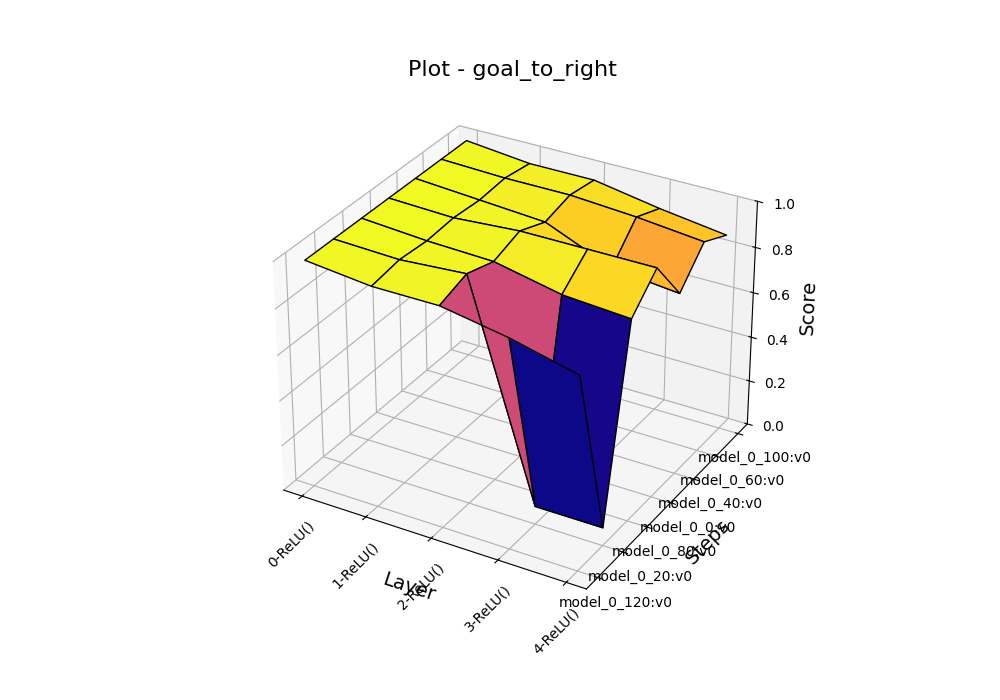 Plot - goal_to_right
1.0
0.8
0.6
0.4
0.2
0.0
Score
model_0_100:v0
model_0_60:v0
model_0_40:v0
model_0_0:v0
model_0_80:v0
model_0_20:v0
model_0_120:v0
Steps
0-ReLU()
1-ReLU()
2-ReLU()
3-ReLU()
4-ReLU()
Layer